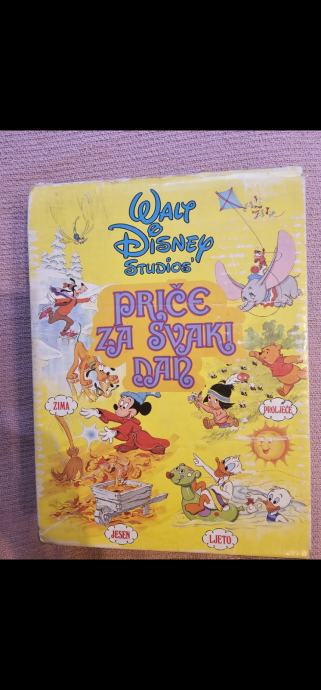 WALT
DISNEY
STUDIOS'
PRIČE
ZA SVAKI
DAN
ZIMA
PROLJEĆE
JESEN
LJETO